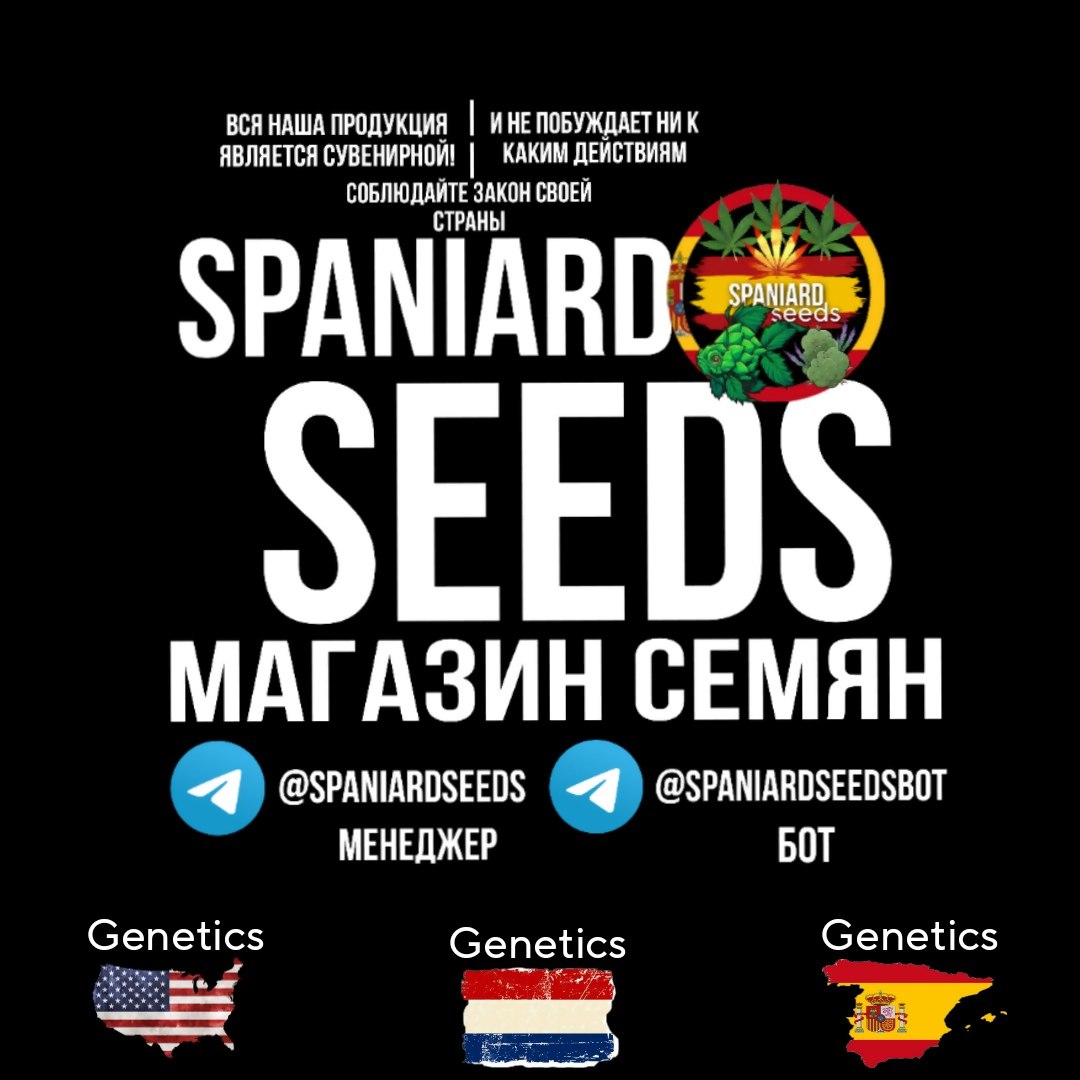 ВСЯ НАША ПРОДУКЦИЯ
ЯВЛЯЕТСЯ СУВЕНИРНОЙ!
И НЕ ПОБУЖДАЕТ НИ К
КАКИМ ДЕЙСТВИЯМ
СОБЛЮДАЙТЕ ЗАКОН СВОЕЙ
СТРАНЫ
SPANIARD
SPANIARD
seeds
SEEDS
МАГАЗИН СЕМЯН
@SPANIARDSEEDS
МЕНЕДЖЕР
@SPANIARDSEEDSBOT
БОТ
Genetics
Genetics
Genetics